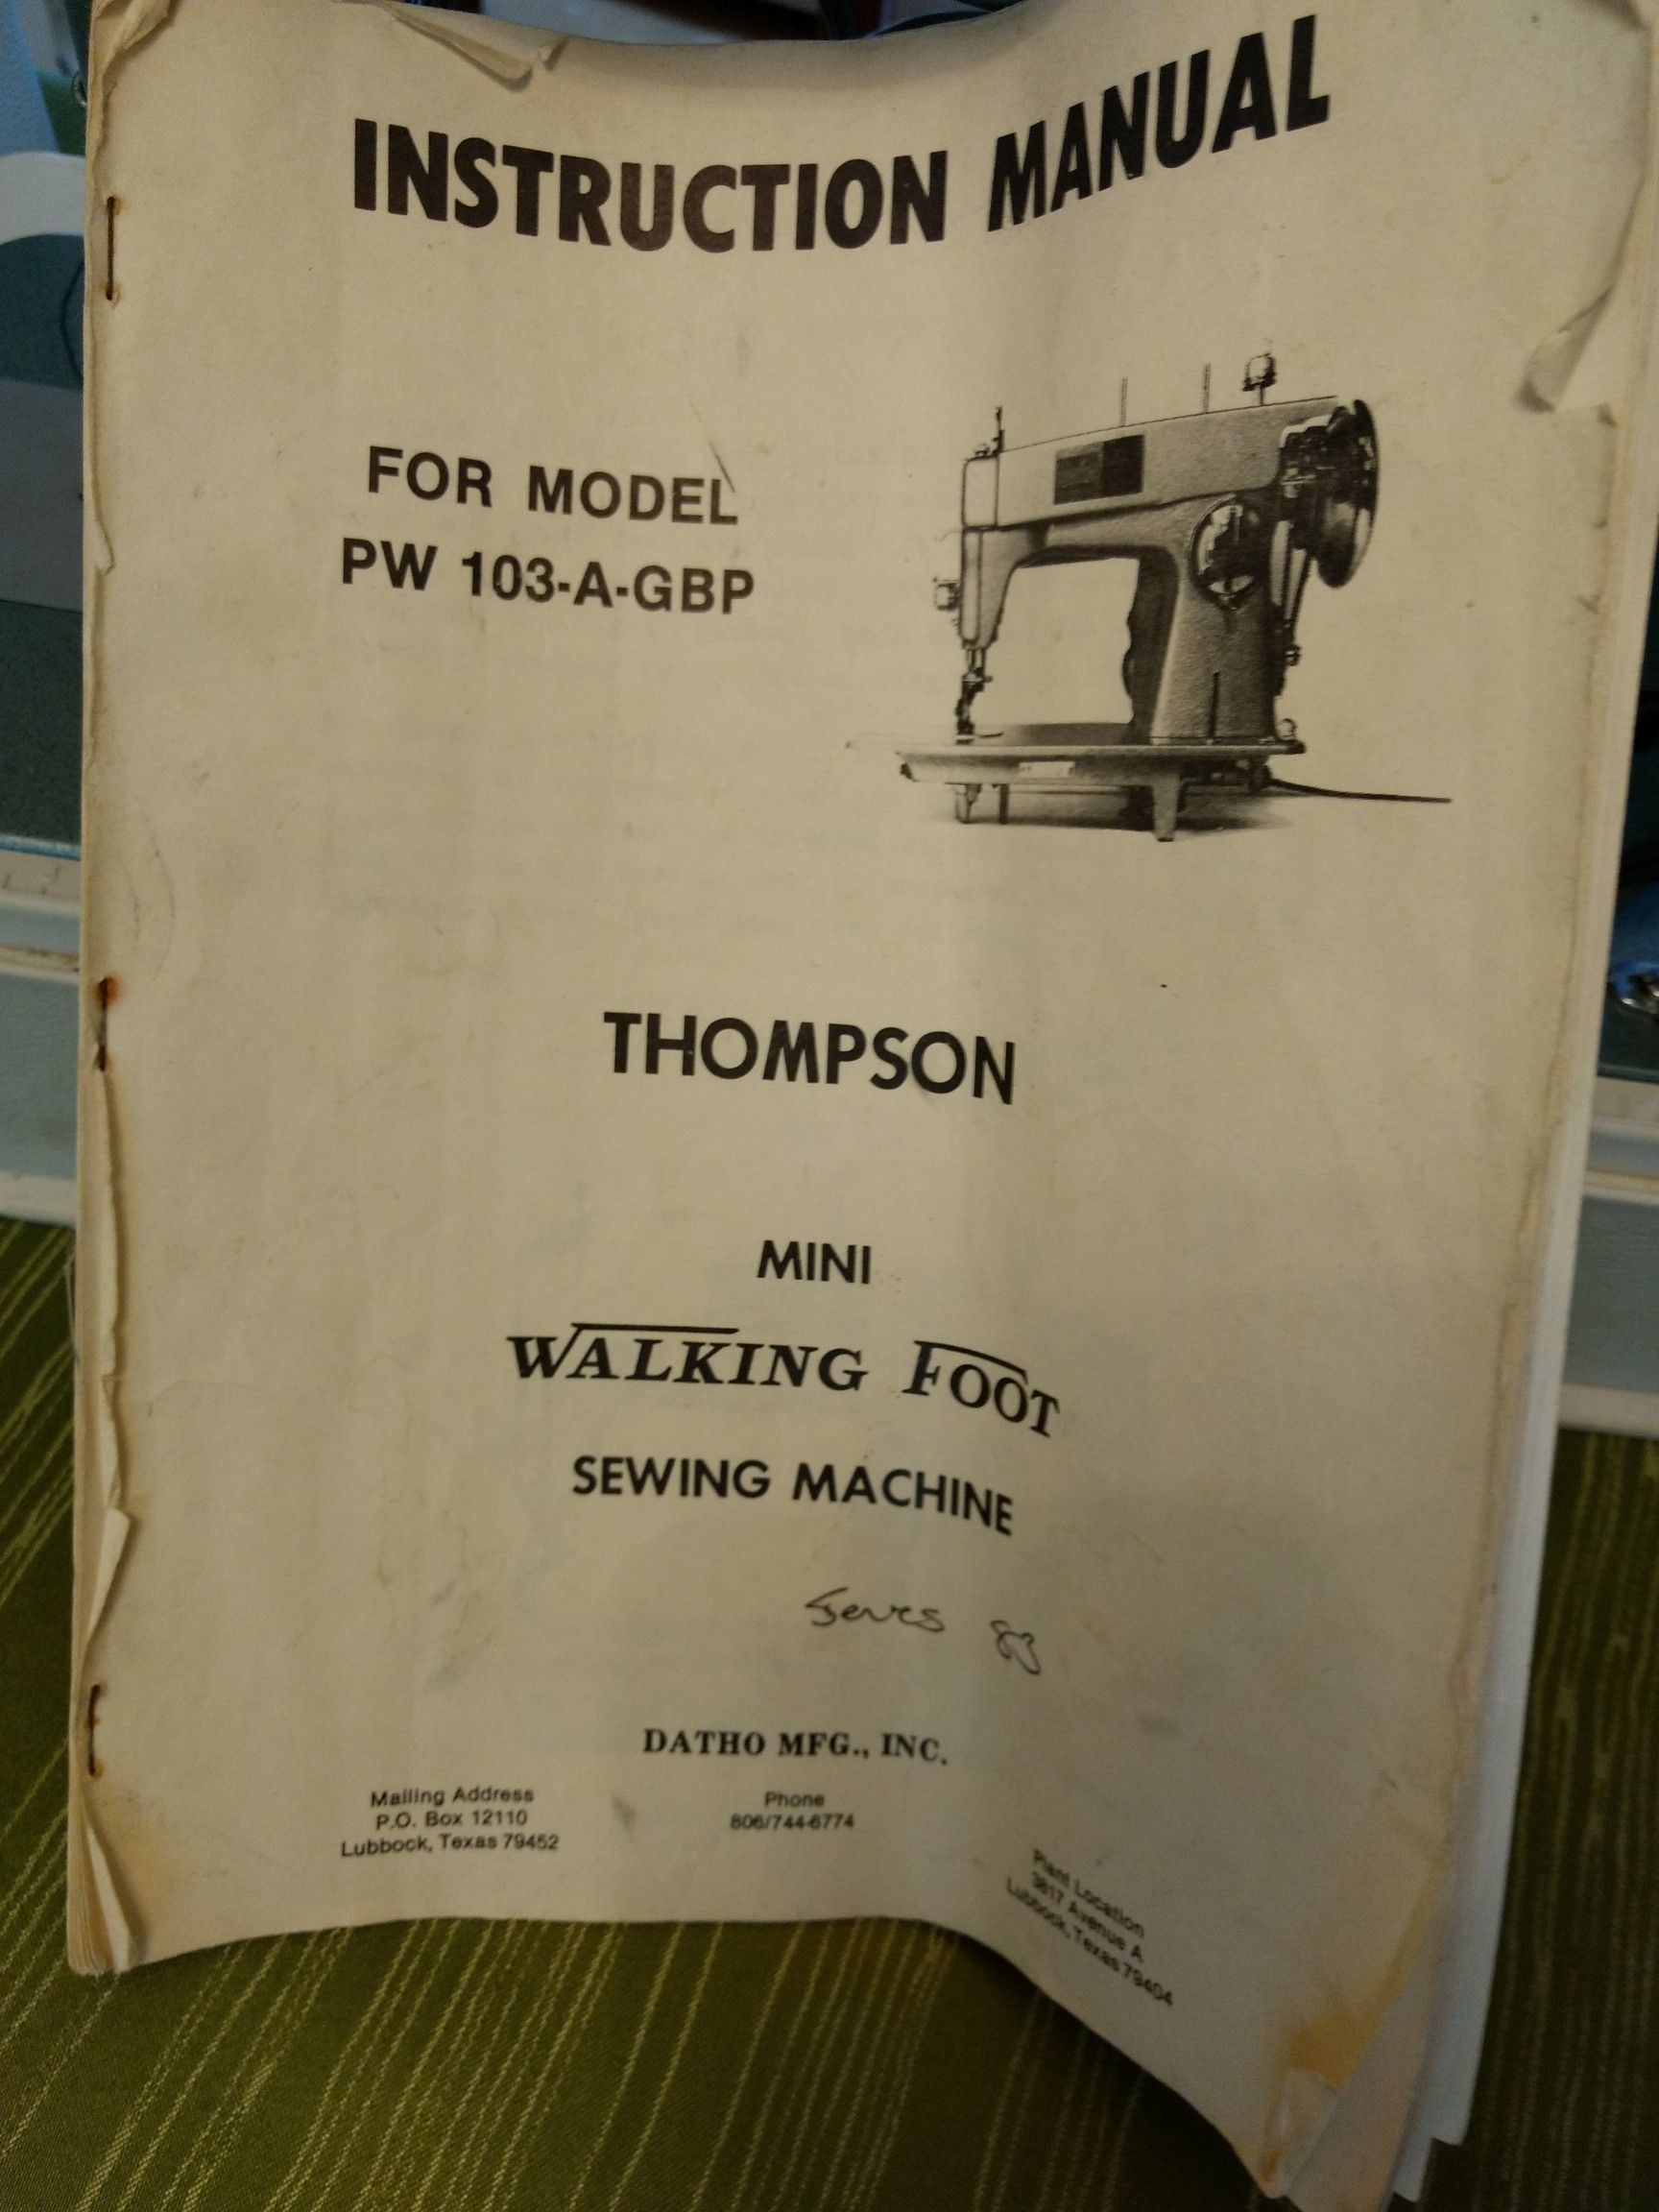 INSTRUCTION MANUAL
FOR MODEL
PW 103-A-GBP
THOMPSON
MINI
WALKING FOOT
SEWING MACHINE
83
DATHO MFG., INC.
Mailing Address
P.O. Box 12110
Lubbock, Texas 79452
Phone
806/744-6774
Plant Location
3817 Avenue A
Lubbock, Texas 79404